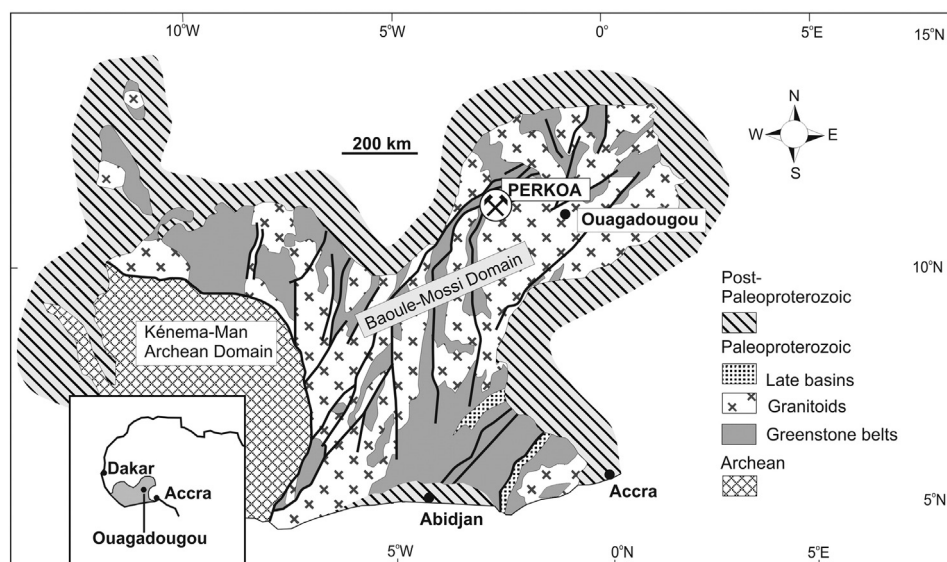 10°W 5°W 0° 5°E 15°N
N
W E
S
200 km
PERKOA
Ouagadougou
Baoule-Mossi Domain
10°N
Kénema-Man
Archean Domain
Post-
Paleoproterozoic
Paleoproterozoic
Late basins
Granitoids
Greenstone belts
Archean
Dakar
Accra
Ouagadougou
Abidjan
Accra
5°N
5°W 0°N 5°E